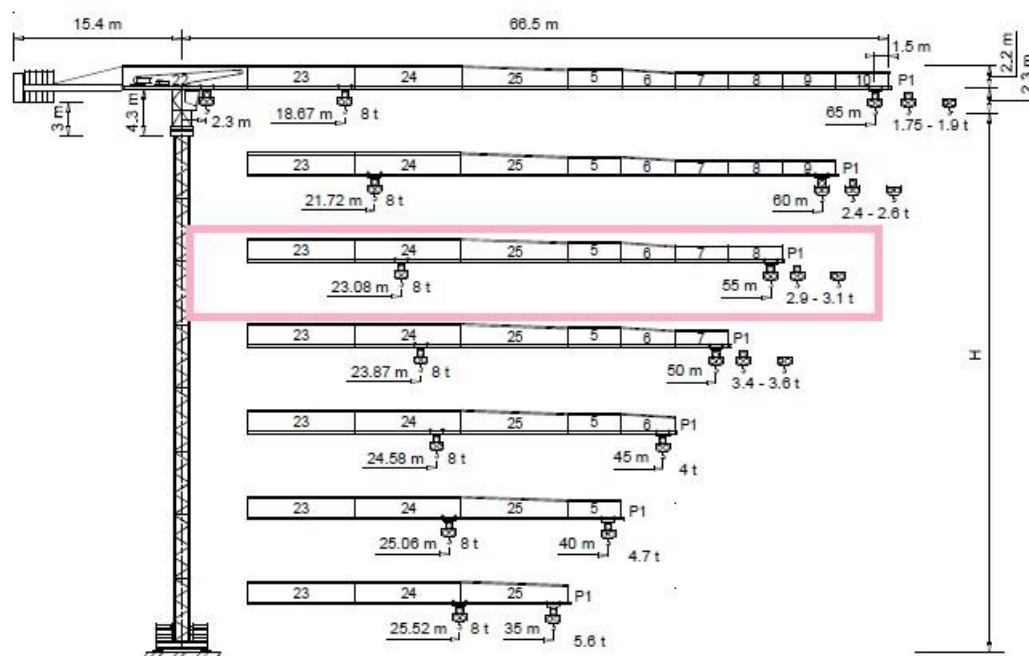 15.4 m 66.5 m
1.5 m
2.2 m
2.3 m
22 23 24 25 5 6 7 8 9 10 P1
3 m 4.3 m
2.3 m 18.67 m 8 t 65 m 1.75 - 1.9 t
23 24 25 5 6 7 8 9 P1
21.72 m 8 t 60 m 2.4 - 2.6 t
23 24 25 5 6 7 8 P1
23.08 m 8 t 55 m 2.9 - 3.1 t
23 24 25 5 6 7 P1
23.87 m 8 t 50 m 3.4 - 3.6 t
H
23 24 25 5 6 P1
24.58 m 8 t 45 m 4 t
23 24 25 5 P1
25.06 m 8 t 40 m 4.7 t
23 24 25 P1
25.52 m 8 t 35 m 5.6 t